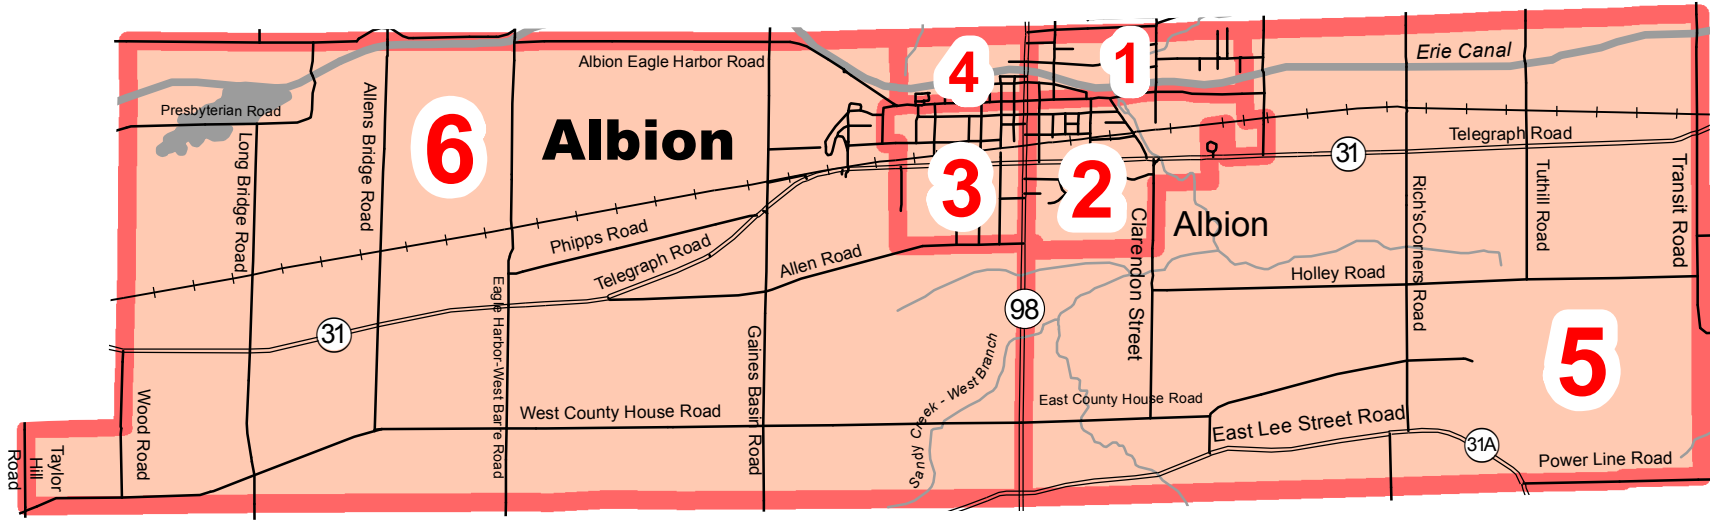 Albion Eagle Harbor Road
4
1
Erie Canal
Presbyterian Road
Allens Bridge Road
6
Albion
Long Bridge Road
31
Telegraph Road
3
2
Tuthill Road
Transit Road
Rich'sCorners Road
Clarendon Street
Albion
Phipps Road
Telegraph Road
Allen Road
Holley Road
Eagle Harbor-West Barre Road
98
31
Gaines Basin Road
Sandy Creek - West Branch
5
Wood Road
West County House Road
East County House Road
East Lee Street Road
31A
Power Line Road
Taylor
Hill
Road